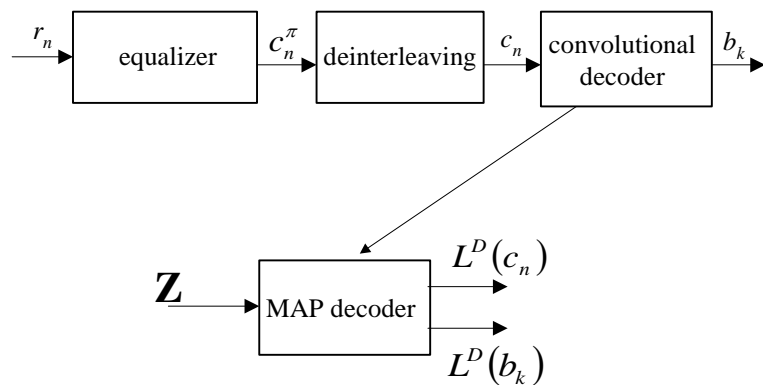 r_n
equalizer
c_n^π
deinterleaving
c_n
convolutional
decoder
b_k
Z
MAP decoder
L^D(c_n)
L^D(b_k)